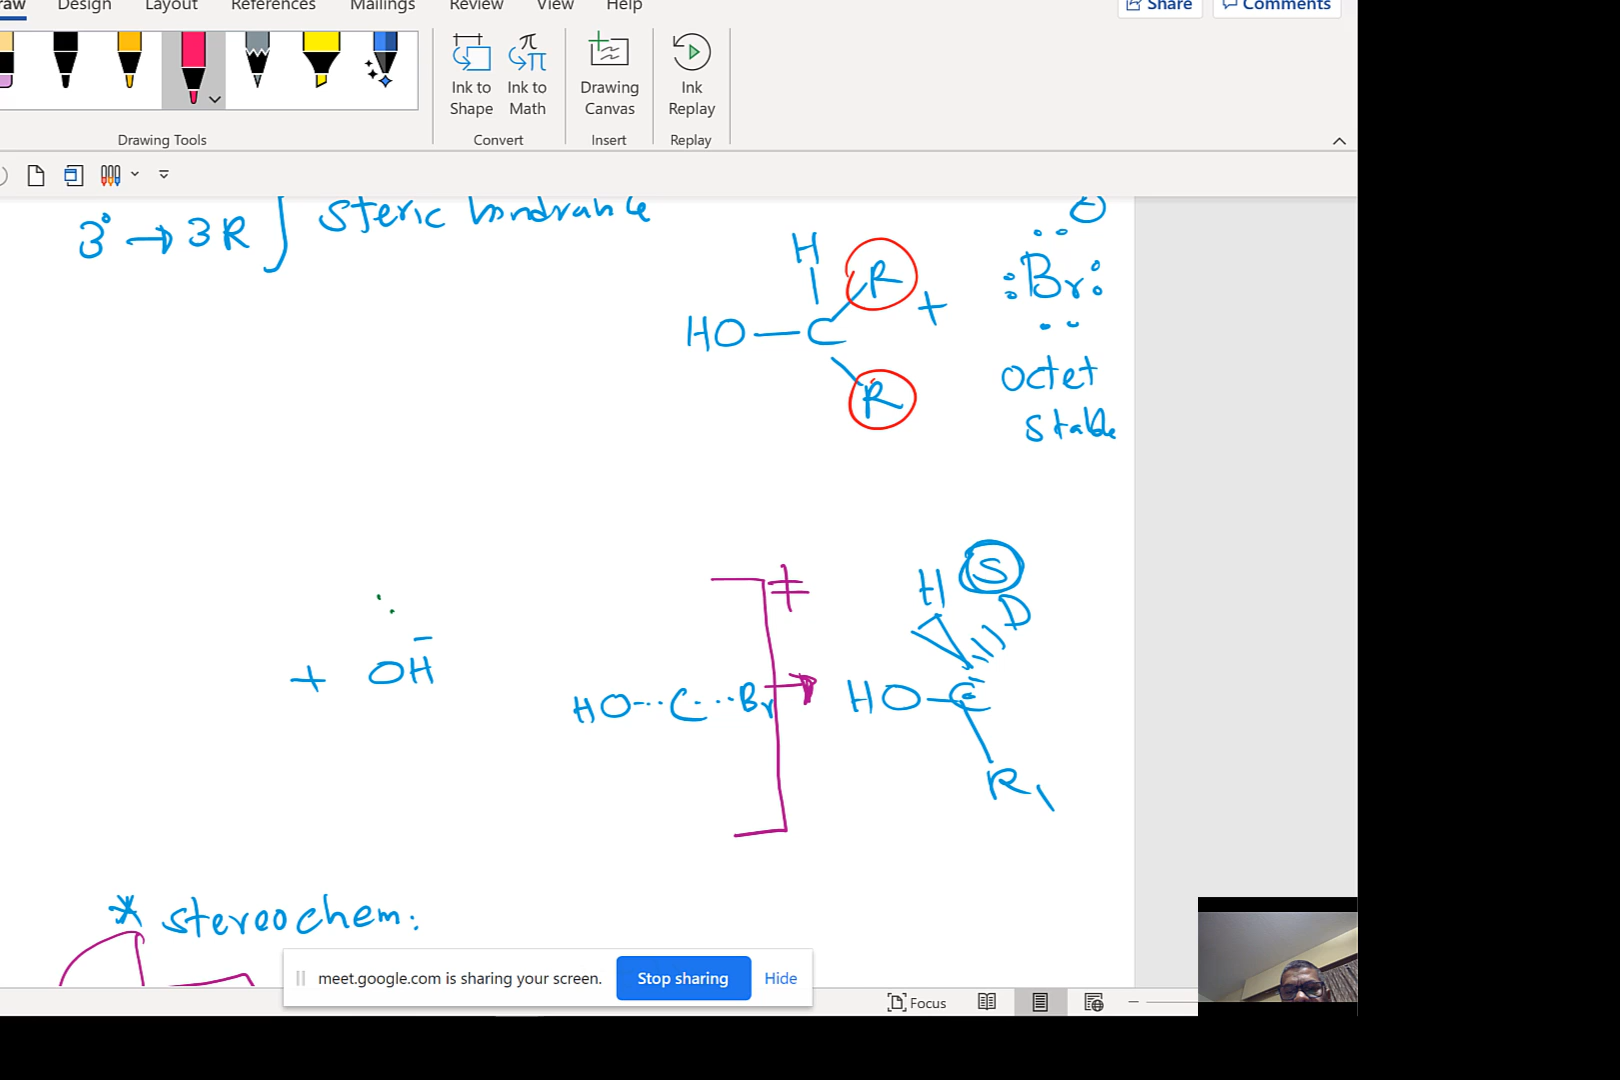 Draw Design Layout References Mailings Review View Help Share Comments
Ink to Shape
Ink to Math
Drawing Canvas
Ink Replay
Drawing Tools Convert Insert Replay
3° → 3R } Steric
H
R
HO—C +
R
⊖
:Br:
octet
stable
+ OH⁻
HO---C---Br ] ‡ →
H S
D
HO—C
R₁
* stereochem:
meet.google.com is sharing your screen. Stop sharing Hide
Focus